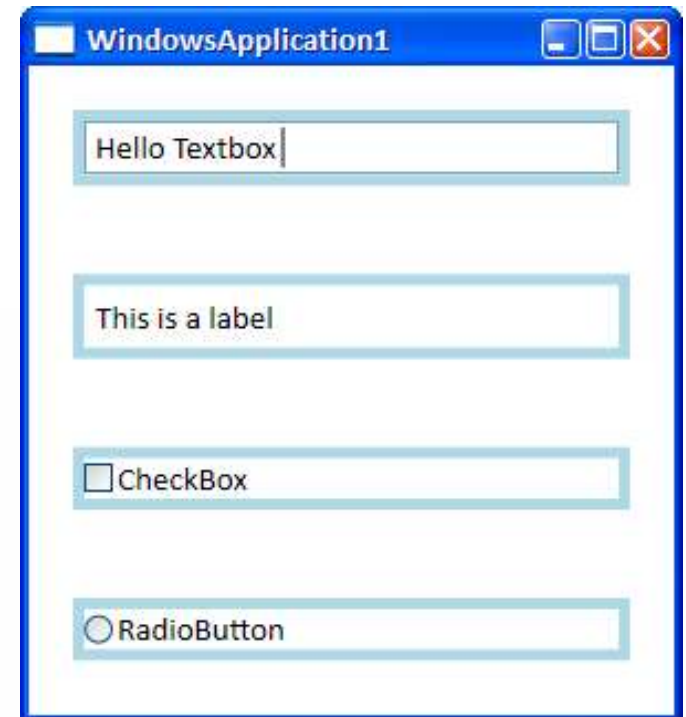 WindowsApplication1
Hello Textbox
This is a label
CheckBox
RadioButton